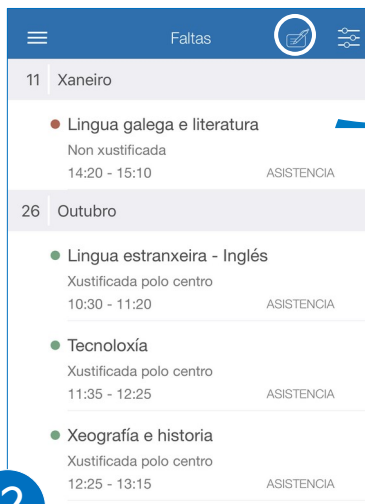 Faltas
11 Xaneiro
Lingua galega e literatura
Non xustificada
14:20 - 15:10 ASISTENCIA
26 Outubro
Lingua estranxeira - Inglés
Xustificada polo centro
10:30 - 11:20 ASISTENCIA
Tecnoloxía
Xustificada polo centro
11:35 - 12:25 ASISTENCIA
Xeografía e historia
Xustificada polo centro
12:25 - 13:15 ASISTENCIA
2